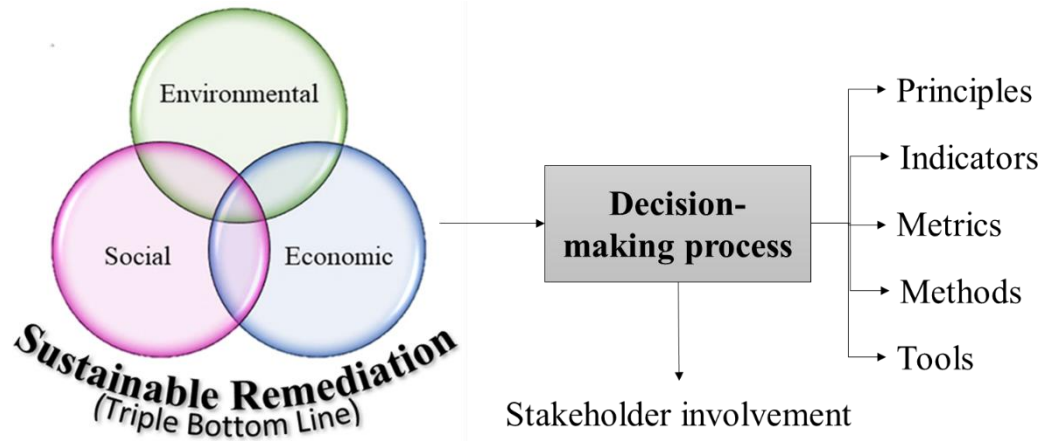 Environmental
Social
Economic
Sustainable Remediation
(Triple Bottom Line)
Decision-
making process
Stakeholder involvement
Principles
Indicators
Metrics
Methods
Tools